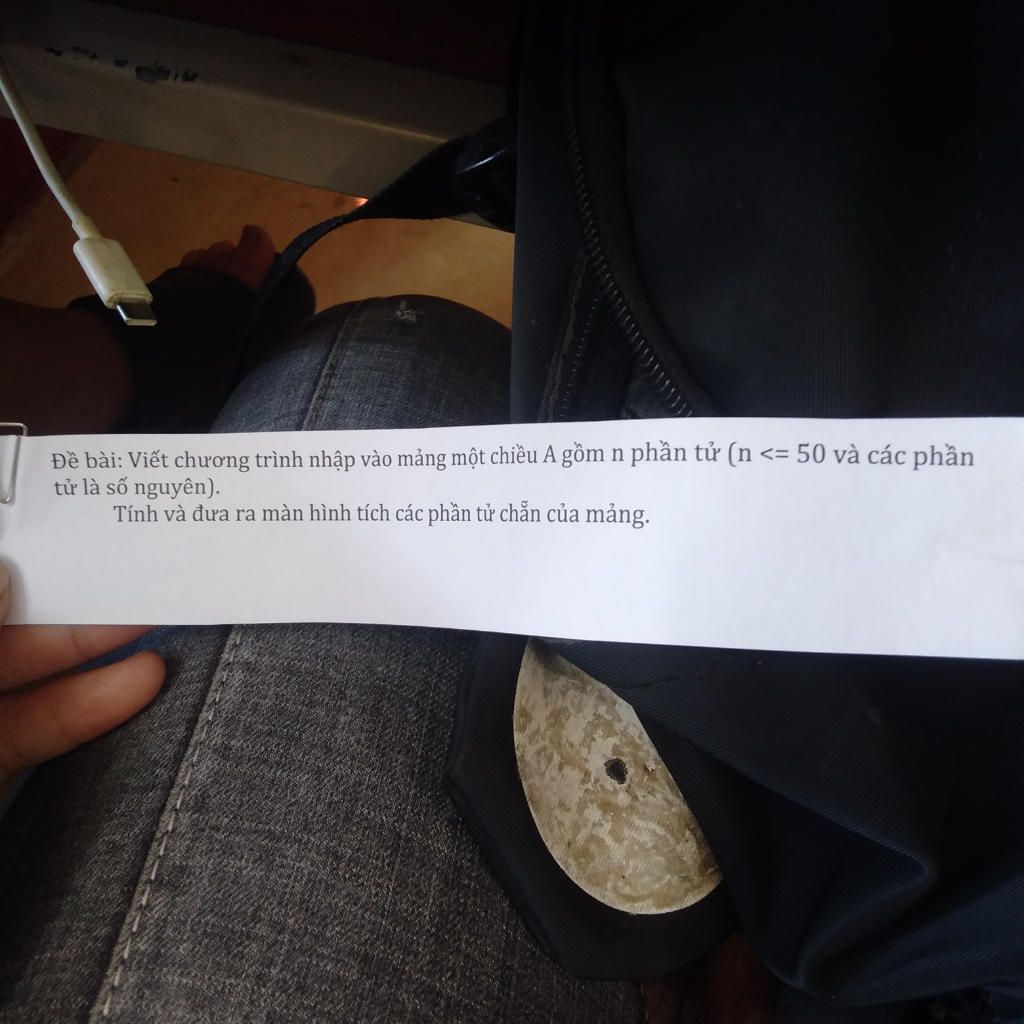 Đề bài: Viết chương trình nhập vào mảng một chiều A gồm n phần tử (n <= 50 và các phần
tử là số nguyên).
Tính và đưa ra màn hình tích các phần tử chẵn của mảng.